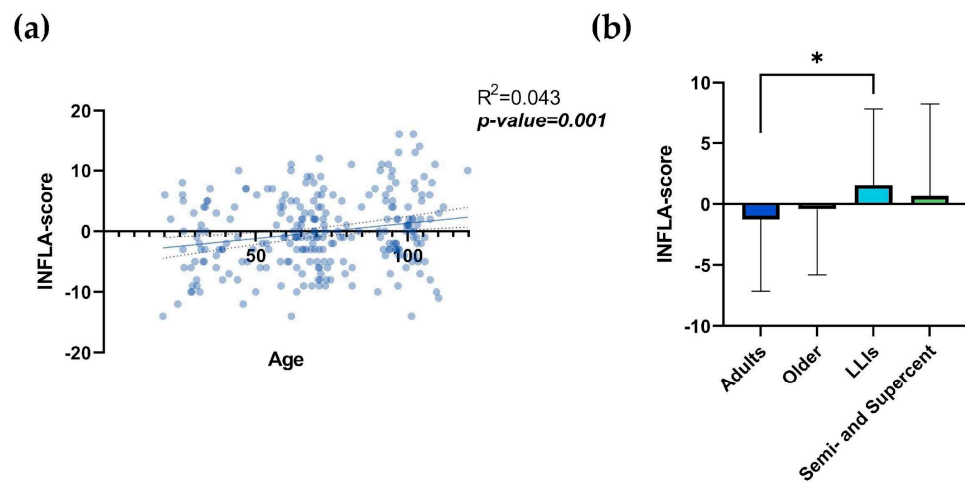 (a)
R²=0.043
p-value=0.001
INFLA-score
20
10
0
-10
-20
50
100
Age
(b)
*
INFLA-score
10
5
0
-5
-10
Adults
Older
LLIs
Semi- and Supercent